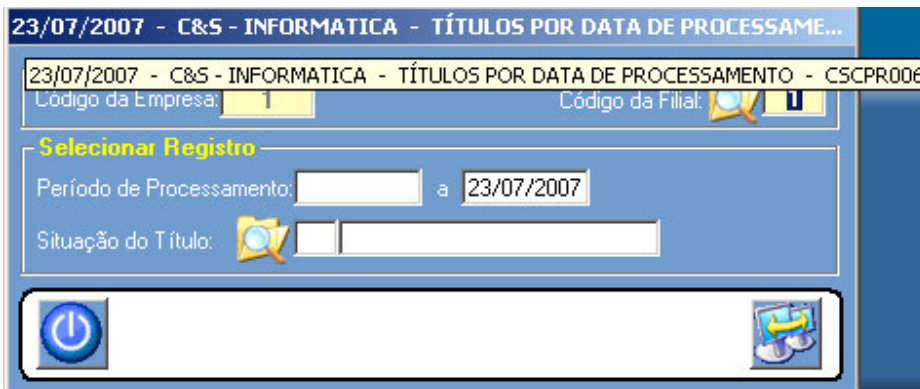 23/07/2007 - C&S - INFORMATICA - TÍTULOS POR DATA DE PROCESSAME...
23/07/2007 - C&S - INFORMATICA - TÍTULOS POR DATA DE PROCESSAMENTO - CSCPR006
Código da Empresa: 1 Código da Filial: 1
Selecionar Registro
Período de Processamento: a 23/07/2007
Situação do Título: